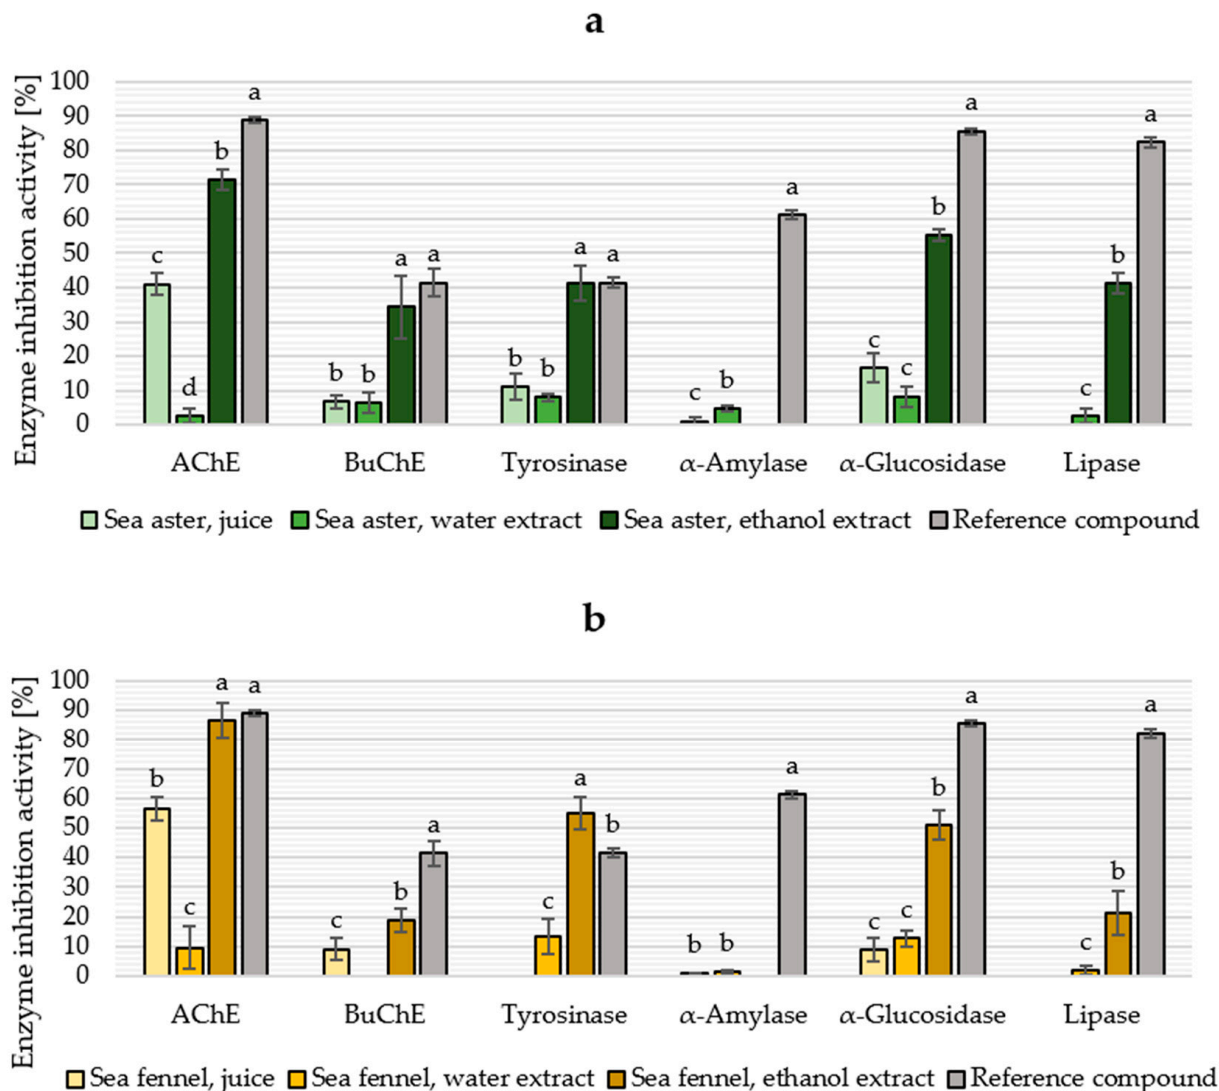 a
Enzyme inhibition activity [%]
100
90
80
70
60
50
40
30
20
10
0
c d b a
b b a a
b b a a
c b a
c c b a
c b a
AChE BuChE Tyrosinase α-Amylase α-Glucosidase Lipase
Sea aster, juice Sea aster, water extract Sea aster, ethanol extract Reference compound
b
Enzyme inhibition activity [%]
100
90
80
70
60
50
40
30
20
10
0
b c a a
c b a
c a b
b b a
c c b a
c b a
AChE BuChE Tyrosinase α-Amylase α-Glucosidase Lipase
Sea fennel, juice Sea fennel, water extract Sea fennel, ethanol extract Reference compound